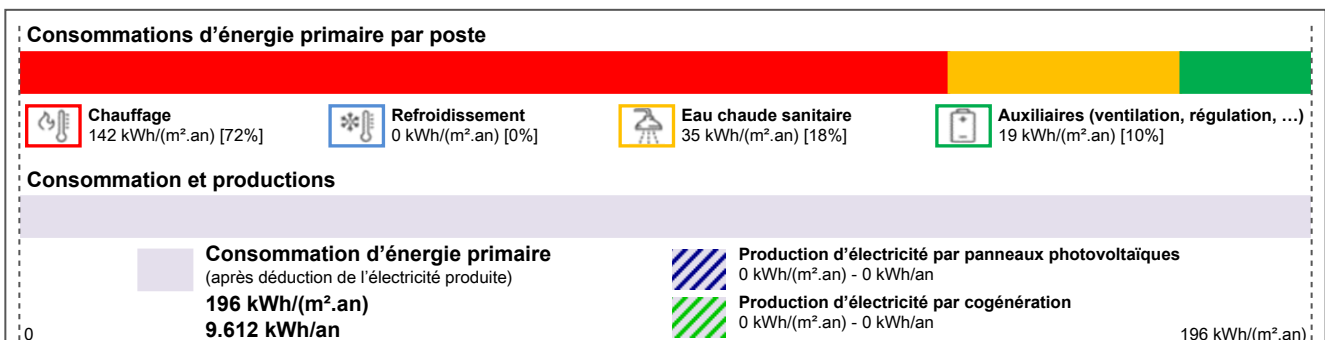 Consommations d’énergie primaire par poste
Chauffage
142 kWh/(m².an) [72%]
Refroidissement
0 kWh/(m².an) [0%]
Eau chaude sanitaire
35 kWh/(m².an) [18%]
Auxiliaires (ventilation, régulation, …)
19 kWh/(m².an) [10%]
Consommation et productions
Consommation d’énergie primaire
(après déduction de l’électricité produite)
196 kWh/(m².an)
9.612 kWh/an
Production d’électricité par panneaux photovoltaïques
0 kWh/(m².an) - 0 kWh/an
Production d’électricité par cogénération
0 kWh/(m².an) - 0 kWh/an
0
196 kWh/(m².an)